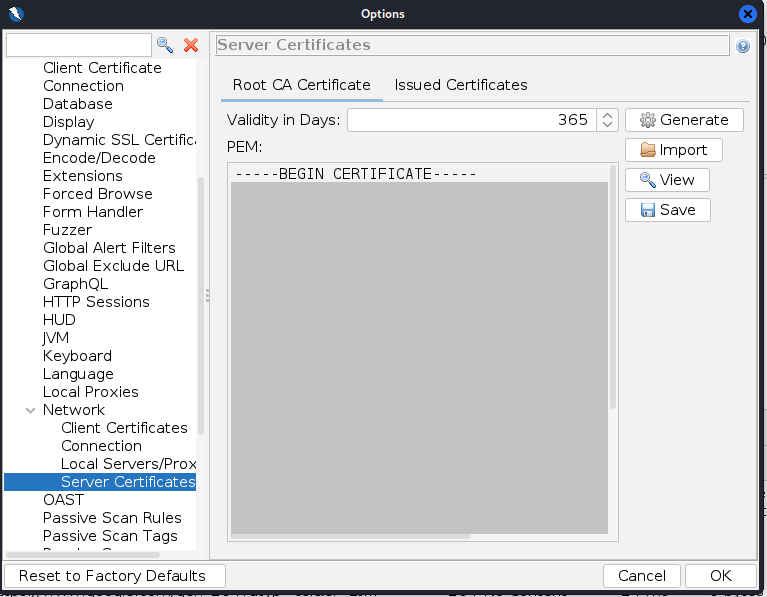 Options
Server Certificates
Client Certificate
Connection
Database
Display
Dynamic SSL Certific
Encode/Decode
Extensions
Forced Browse
Form Handler
Fuzzer
Global Alert Filters
Global Exclude URL
GraphQL
HTTP Sessions
HUD
JVM
Keyboard
Language
Local Proxies
Network
Client Certificates
Connection
Local Servers/Prox
Server Certificates
OAST
Passive Scan Rules
Passive Scan Tags
Root CA Certificate
Issued Certificates
Validity in Days:
365
Generate
PEM:
Import
-----BEGIN CERTIFICATE-----
View
Save
Reset to Factory Defaults
Cancel
OK